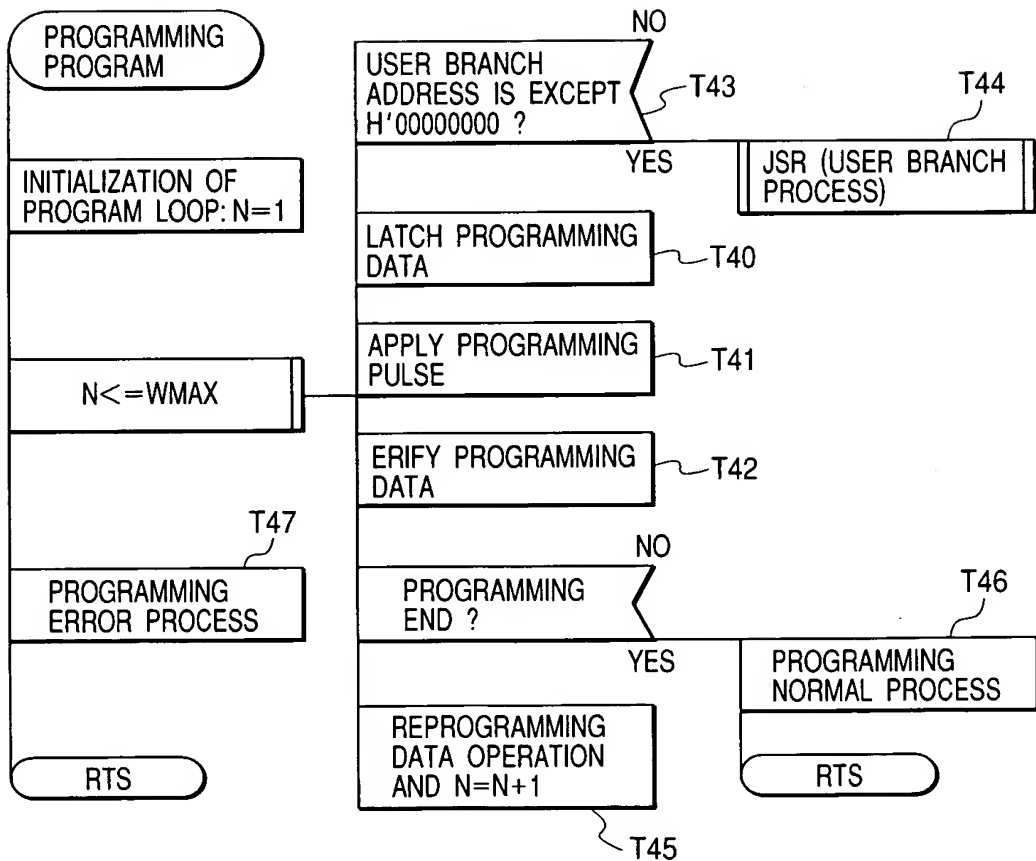 PROGRAMMING
PROGRAM
INITIALIZATION OF
PROGRAM LOOP: N=1
N<=WMAX
T47
PROGRAMMING
ERROR PROCESS
RTS
NO
USER BRANCH
ADDRESS IS EXCEPT
H'00000000 ?
T43
YES
T44
JSR (USER BRANCH
PROCESS)
LATCH PROGRAMMING
DATA
T40
APPLY PROGRAMMING
PULSE
T41
ERIFY PROGRAMMING
DATA
T42
NO
PROGRAMMING
END ?
YES
T46
PROGRAMMING
NORMAL PROCESS
RTS
REPROGRAMMING
DATA OPERATION
AND N=N+1
T45